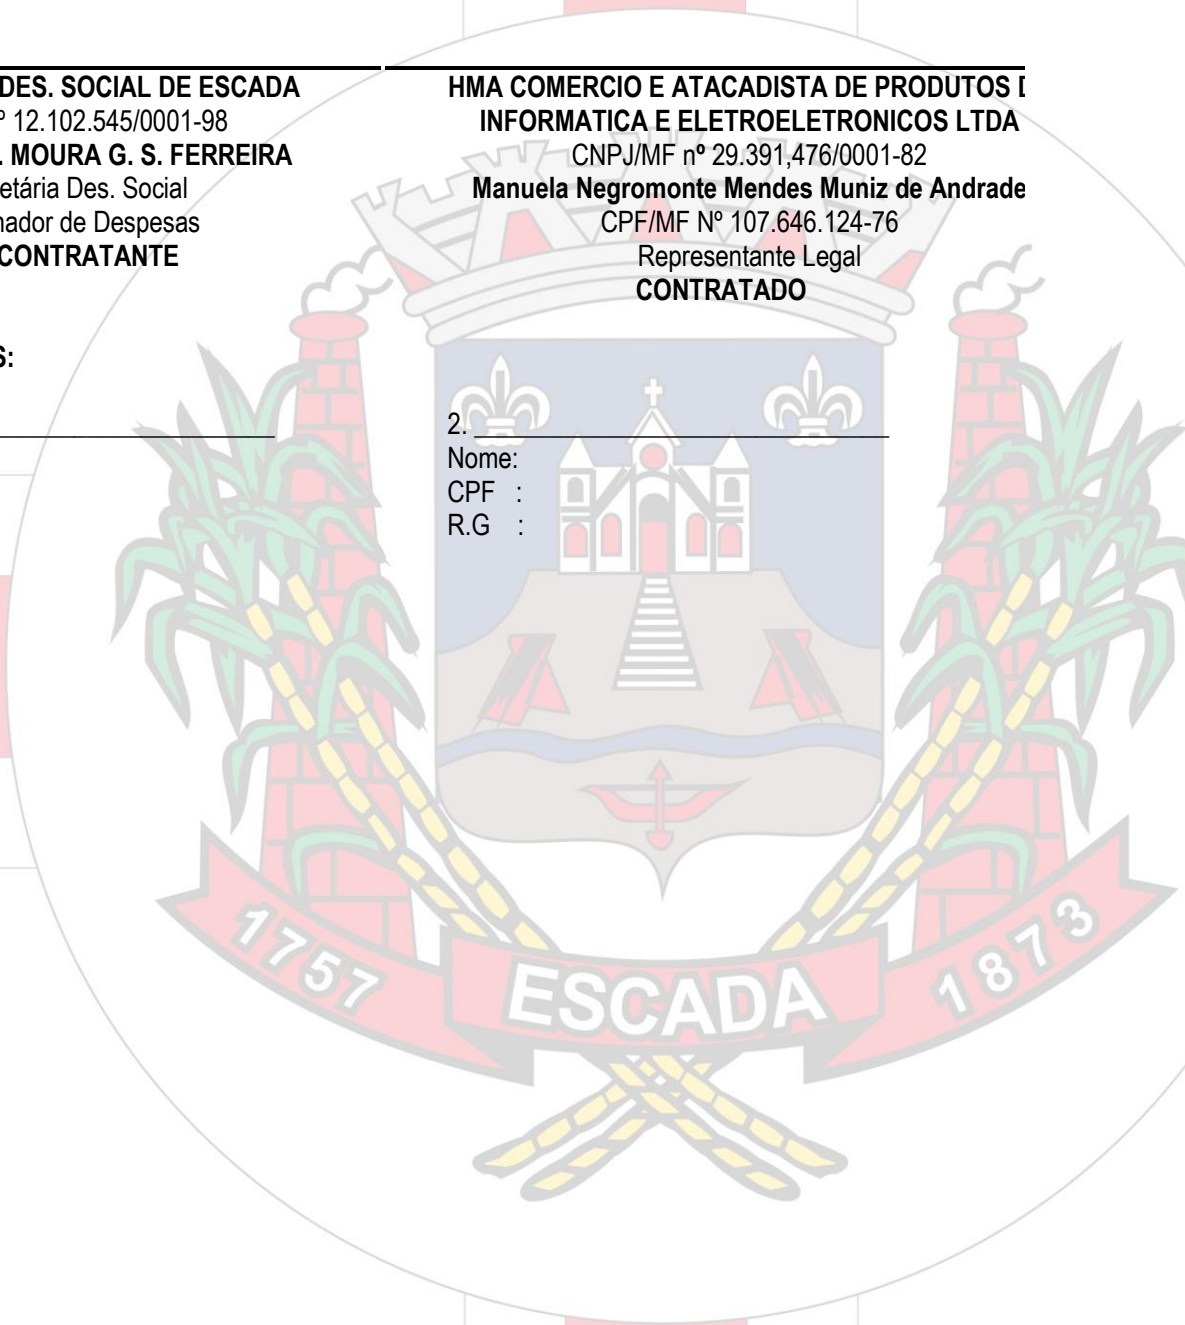 DES. SOCIAL DE ESCADA
º 12.102.545/0001-98
. MOURA G. S. FERREIRA
etária Des. Social
nador de Despesas
CONTRATANTE
HMA COMERCIO E ATACADISTA DE PRODUTOS D
INFORMATICA E ELETROELETRONICOS LTDA
CNPJ/MF nº 29.391,476/0001-82
Manuela Negromonte Mendes Muniz de Andrade
CPF/MF Nº 107.646.124-76
Representante Legal
CONTRATADO
S:
2. ______________________________
Nome:
CPF :
R.G :
1757
ESCADA
1873